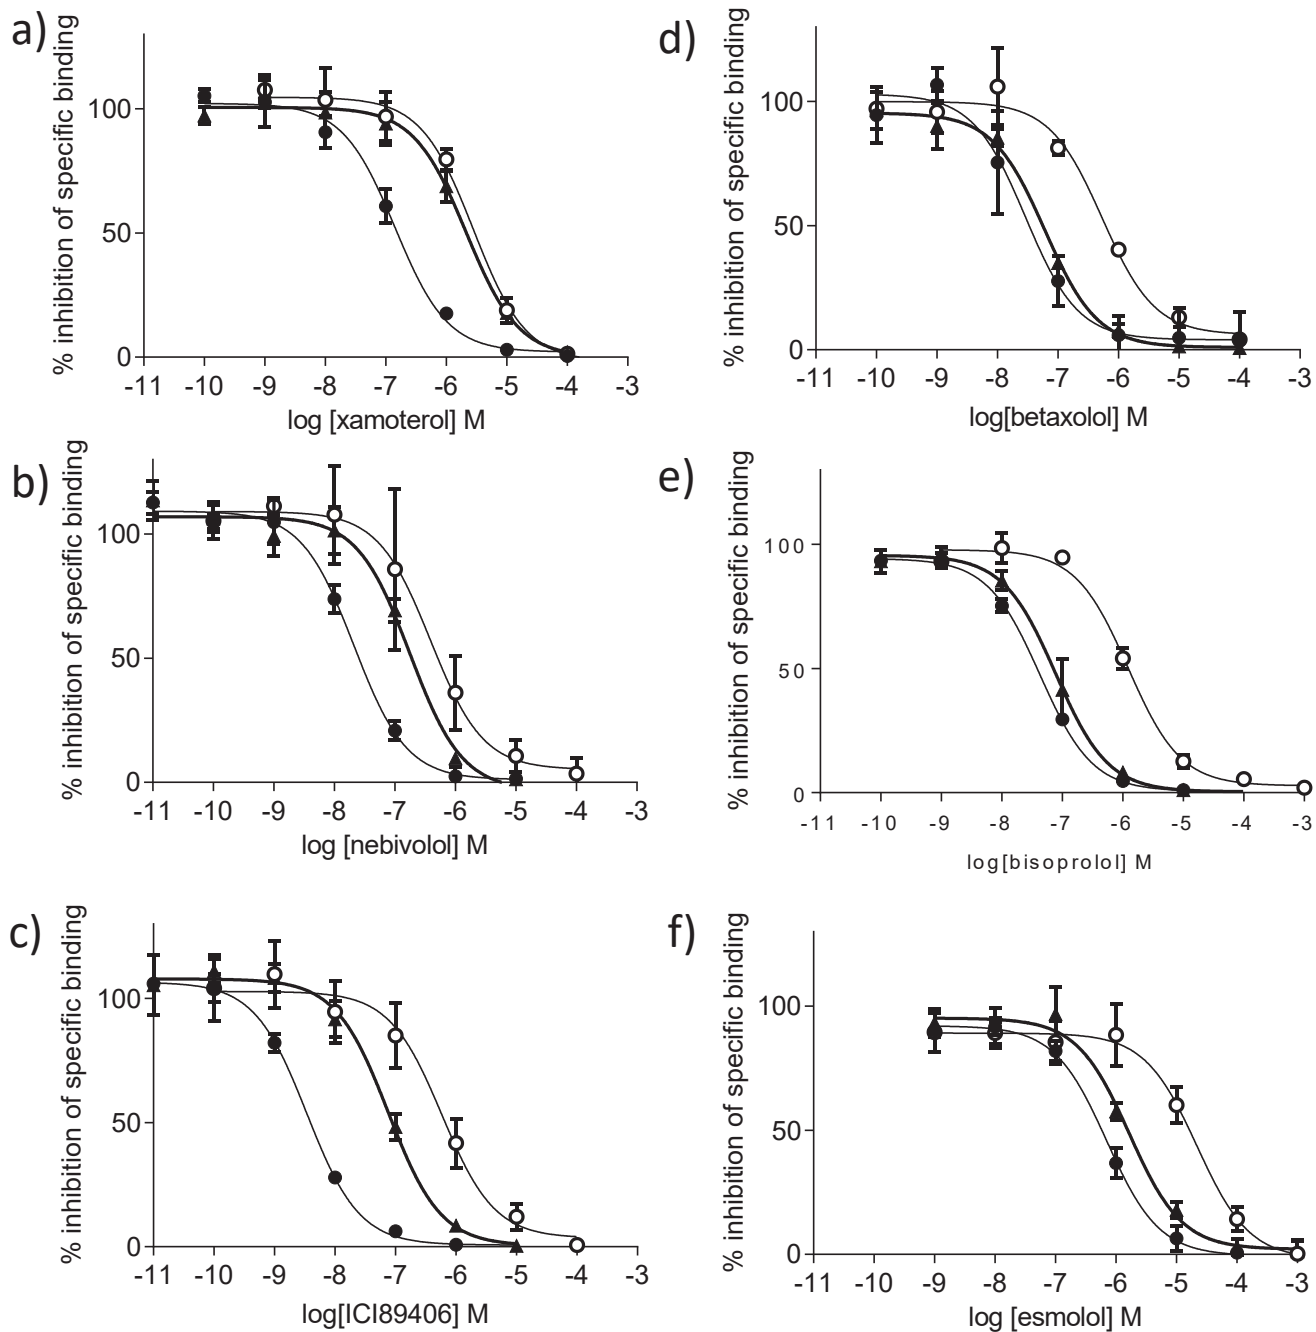 a)
% inhibition of specific binding
100
50
0
-11 -10 -9 -8 -7 -6 -5 -4 -3
log [xamoterol] M
d)
% inhibition of specific binding
100
50
0
-11 -10 -9 -8 -7 -6 -5 -4 -3
log[betaxolol] M
b)
% inhibition of specific binding
100
50
0
-11 -10 -9 -8 -7 -6 -5 -4 -3
log [nebivolol] M
e)
% inhibition of specific binding
100
50
0
-11 -10 -9 -8 -7 -6 -5 -4 -3
log[bisoprolol] M
c)
% inhibition of specific binding
100
50
0
-11 -10 -9 -8 -7 -6 -5 -4 -3
log[ICI89406] M
f)
% inhibition of specific binding
100
50
0
-11 -10 -9 -8 -7 -6 -5 -4 -3
log [esmolol] M